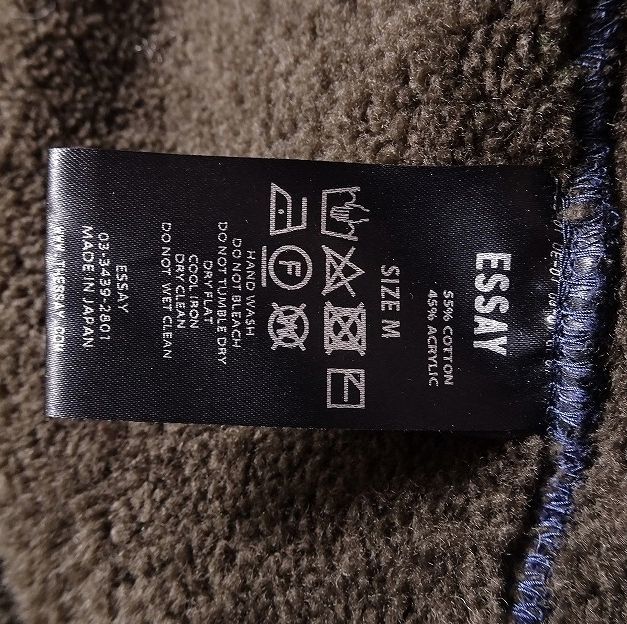 ESSAY
55% COTTON
45% ACRYLIC
SIZE M
F
HAND WASH
DO NOT BLEACH
DO NOT TUMBLE DRY
DRY FLAT
COOL IRON
DRY CLEAN
DO NOT WET CLEAN
ESSAY
03-3439-2801
MADE IN JAPAN
WWW.THEESSAY.COM